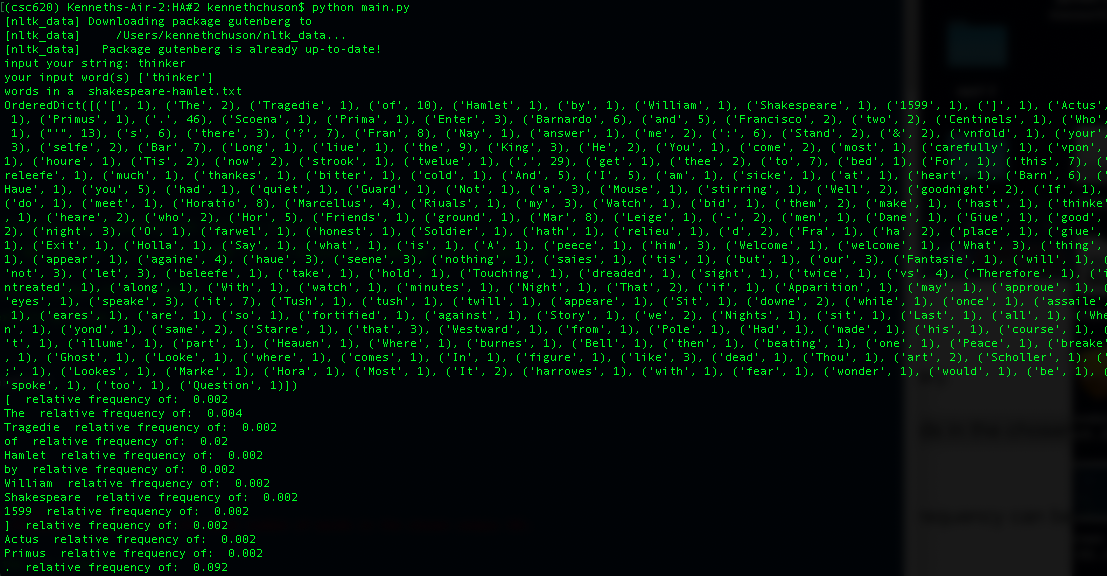 [(csc620) Kenneths-Air-2:HA#2 kennethchuson$ python main.py
[nltk_data] Downloading package gutenberg to
[nltk_data]     /Users/kennethchuson/nltk_data...
[nltk_data]   Package gutenberg is already up-to-date!
input your string: thinker
your input word(s) ['thinker']
words in a  shakespeare-hamlet.txt
OrderedDict([('[', 1), ('The', 2), ('Tragedie', 1), ('of', 10), ('Hamlet', 1), ('by', 1), ('William', 1), ('Shakespeare', 1), ('1599', 1), (']', 1), ('Actus',
 1), ('Primus', 1), ('.', 46), ('Scoena', 1), ('Prima', 1), ('Enter', 3), ('Barnardo', 6), ('and', 5), ('Francisco', 2), ('two', 2), ('Centinels', 1), ('Who'
, 1), ("'", 13), ('s', 6), ('there', 3), ('?', 7), ('Fran', 8), ('Nay', 1), ('answer', 1), ('me', 2), (':', 6), ('Stand', 2), ('&', 2), ('vnfold', 1), ('your
 3), ('selfe', 2), ('Bar', 7), ('Long', 1), ('liue', 1), ('the', 9), ('King', 3), ('He', 2), ('You', 1), ('come', 2), ('most', 1), ('carefully', 1), ('vpon',
1), ('houre', 1), ('Tis', 2), ('now', 2), ('strook', 1), ('twelue', 1), (',', 29), ('get', 1), ('thee', 2), ('to', 7), ('bed', 1), ('For', 1), ('this', 7), (
releefe', 1), ('much', 1), ('thankes', 1), ('bitter', 1), ('cold', 1), ('And', 5), ('I', 5), ('am', 1), ('sicke', 1), ('at', 1), ('heart', 1), ('Barn', 6), (
Haue', 1), ('you', 5), ('had', 1), ('quiet', 1), ('Guard', 1), ('Not', 1), ('a', 3), ('Mouse', 1), ('stirring', 1), ('Well', 2), ('goodnight', 2), ('If', 1),
('do', 1), ('meet', 1), ('Horatio', 8), ('Marcellus', 4), ('Riuals', 1), ('my', 3), ('Watch', 1), ('bid', 1), ('them', 2), ('make', 1), ('hast', 1), ('thinke
, 1), ('heare', 2), ('who', 2), ('Hor', 5), ('Friends', 1), ('ground', 1), ('Mar', 8), ('Leige', 1), ('-', 2), ('men', 1), ('Dane', 1), ('Giue', 1), ('good',
2), ('night', 3), ('O', 1), ('farwel', 1), ('honest', 1), ('Soldier', 1), ('hath', 1), ('relieu', 1), ('d', 2), ('Fra', 1), ('ha', 2), ('place', 1), ('giue',
('Exit', 1), ('Holla', 1), ('Say', 1), ('what', 1), ('is', 1), ('A', 1), ('peece', 1), ('him', 3), ('Welcome', 1), ('welcome', 1), ('What', 3), ('thing',
1), ('appear', 1), ('againe', 4), ('haue', 3), ('seene', 3), ('nothing', 1), ('saies', 1), ('tis', 1), ('but', 1), ('our', 3), ('Fantasie', 1), ('will', 1), (
'not', 3), ('let', 3), ('beleefe', 1), ('take', 1), ('hold', 1), ('Touching', 1), ('dreaded', 1), ('sight', 1), ('twice', 1), ('vs', 4), ('Therefore', 1), ('i
ntreated', 1), ('along', 1), ('With', 1), ('watch', 1), ('minutes', 1), ('Night', 1), ('That', 2), ('if', 1), ('Apparition', 1), ('may', 1), ('approue', 1), (
'eyes', 1), ('speake', 3), ('it', 7), ('Tush', 1), ('tush', 1), ('twill', 1), ('appeare', 1), ('Sit', 1), ('downe', 2), ('while', 1), ('once', 1), ('assaile',
1), ('eares', 1), ('are', 1), ('so', 1), ('fortified', 1), ('against', 1), ('Story', 1), ('we', 2), ('Nights', 1), ('sit', 1), ('Last', 1), ('all', 1), ('Whe
n', 1), ('yond', 1), ('same', 2), ('Starre', 1), ('that', 3), ('Westward', 1), ('from', 1), ('Pole', 1), ('Had', 1), ('made', 1), ('his', 1), ('course', 1), (
't', 1), ('illume', 1), ('part', 1), ('Heauen', 1), ('Where', 1), ('burnes', 1), ('Bell', 1), ('then', 1), ('beating', 1), ('one', 1), ('Peace', 1), ('breake'
, 1), ('Ghost', 1), ('Looke', 1), ('where', 1), ('comes', 1), ('In', 1), ('figure', 1), ('like', 3), ('dead', 1), ('Thou', 1), ('art', 2), ('Scholler', 1), (
;', 1), ('Lookes', 1), ('Marke', 1), ('Hora', 1), ('Most', 1), ('It', 2), ('harrowes', 1), ('with', 1), ('fear', 1), ('wonder', 1), ('would', 1), ('be', 1), (
'spoke', 1), ('too', 1), ('Question', 1)])
[  relative frequency of:  0.002
The  relative frequency of:  0.004
Tragedie  relative frequency of:  0.002
of  relative frequency of:  0.02
Hamlet  relative frequency of:  0.002
by  relative frequency of:  0.002
William  relative frequency of:  0.002
Shakespeare  relative frequency of:  0.002
1599  relative frequency of:  0.002
]  relative frequency of:  0.002
Actus  relative frequency of:  0.002
Primus  relative frequency of:  0.002
.  relative frequency of:  0.092